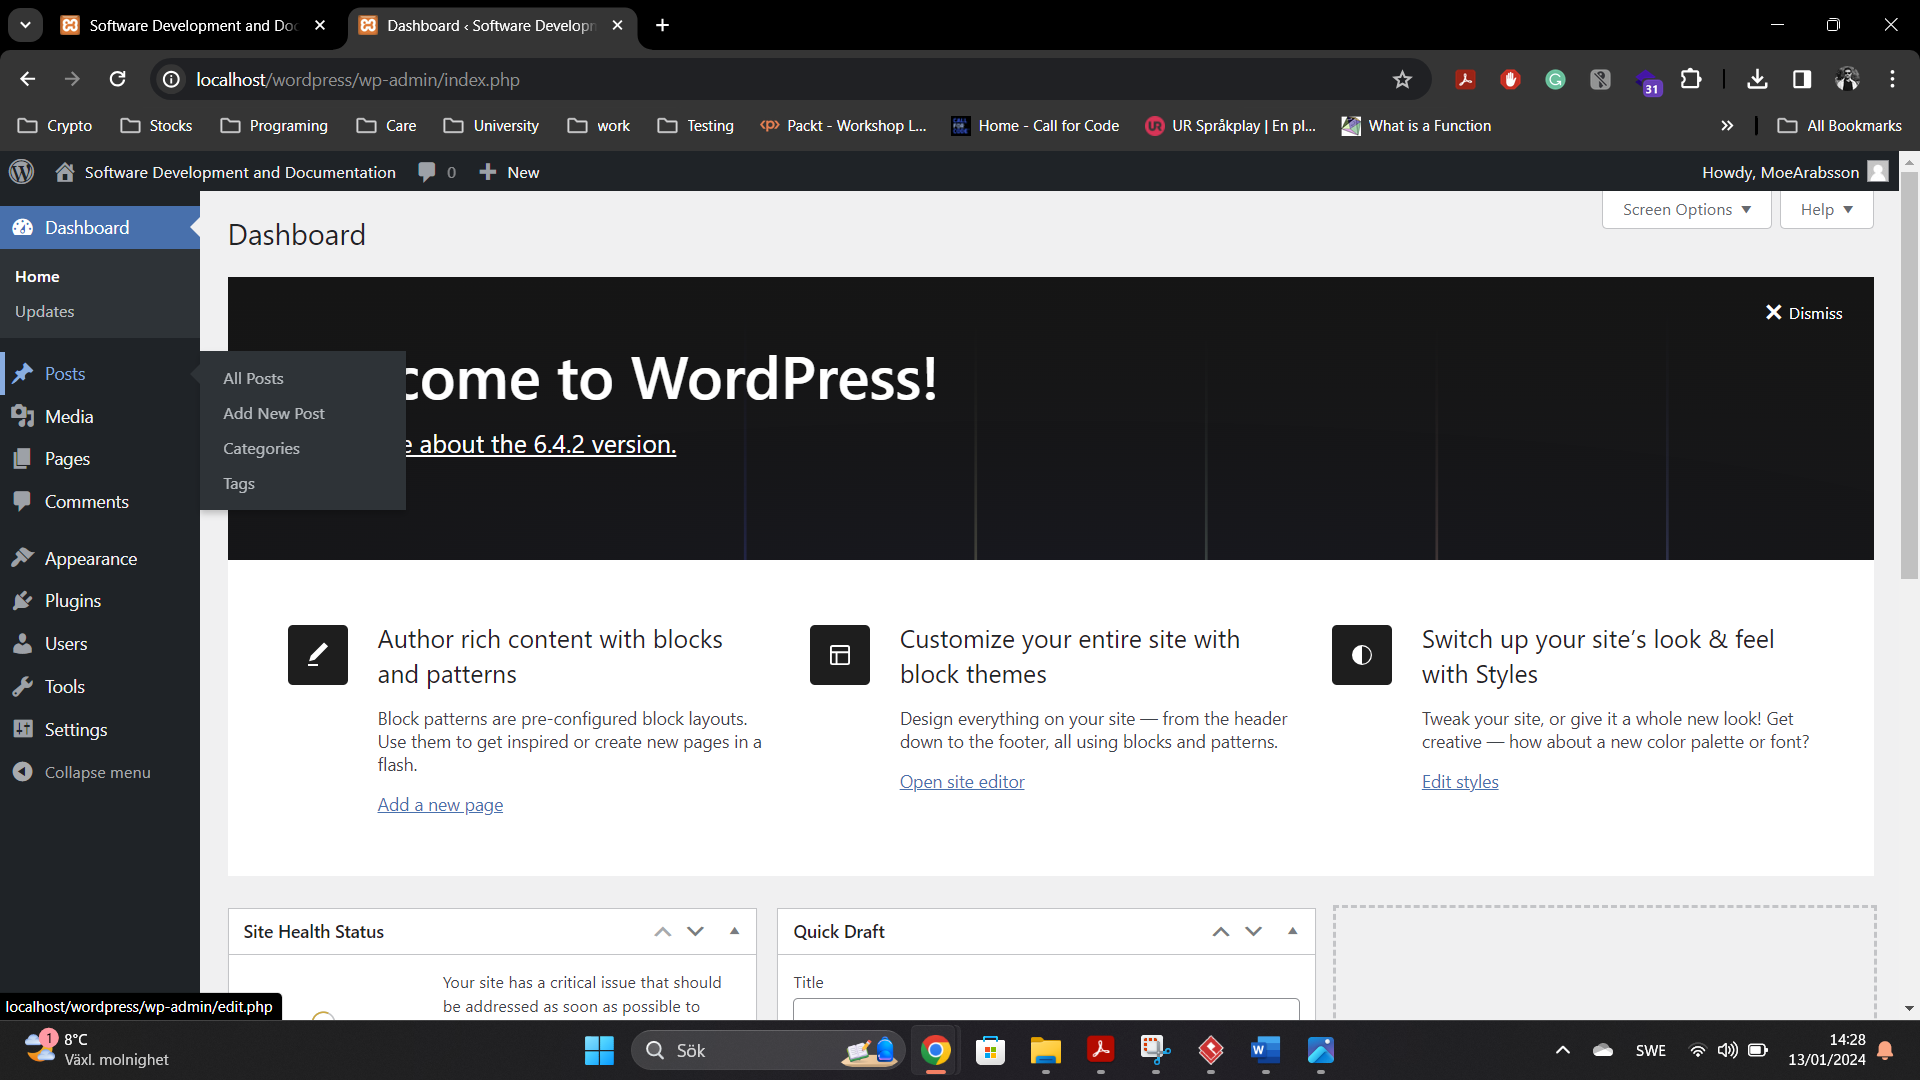 Software Development and Doc
Dashboard ‹ Software Developn
localhost/wordpress/wp-admin/index.php
31
Crypto
Stocks
Programing
Care
University
work
Testing
Packt - Workshop L...
Home - Call for Code
UR Språkplay | En pl...
What is a Function
All Bookmarks
Software Development and Documentation
0
New
Howdy, MoeArabsson
Screen Options
Help
Dashboard
Home
Updates
Posts
Media
Pages
Comments
Appearance
Plugins
Users
Tools
Settings
Collapse menu
All Posts
Add New Post
Categories
Tags
Dashboard
Dismiss
come to WordPress!
e about the 6.4.2 version.
Author rich content with blocks
and patterns
Block patterns are pre-configured block layouts.
Use them to get inspired or create new pages in a
flash.
Add a new page
Customize your entire site with
block themes
Design everything on your site — from the header
down to the footer, all using blocks and patterns.
Open site editor
Switch up your site’s look & feel
with Styles
Tweak your site, or give it a whole new look! Get
creative — how about a new color palette or font?
Edit styles
Site Health Status
Your site has a critical issue that should
be addressed as soon as possible to
Quick Draft
Title
localhost/wordpress/wp-admin/edit.php
1
8°C
Växl. molnighet
Sök
SWE
14:28
13/01/2024